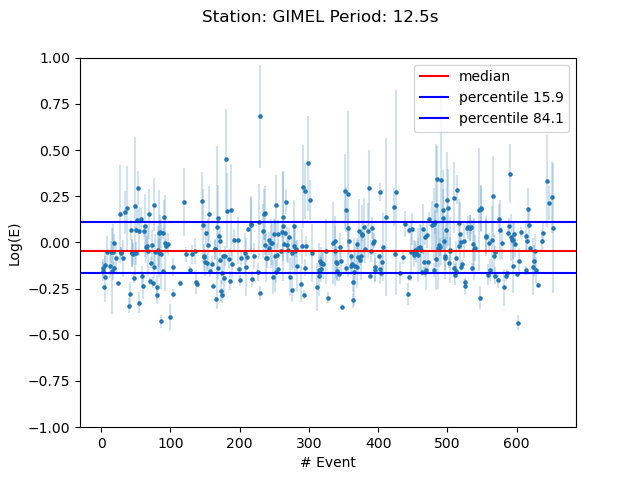 Station: GIMEL Period: 12.5s
1.00
0.75
0.50
0.25
0.00
−0.25
−0.50
−0.75
−1.00
Log(E)
median
percentile 15.9
percentile 84.1
0 100 200 300 400 500 600
# Event